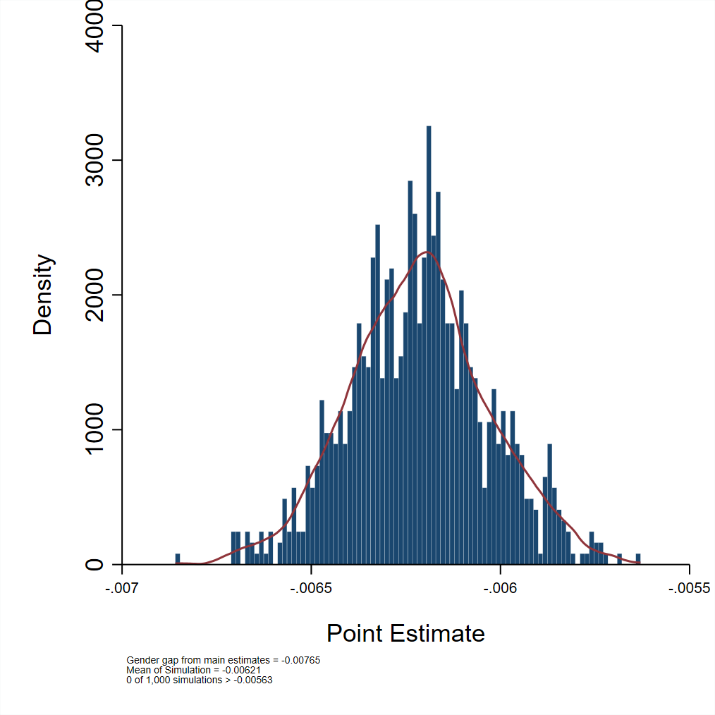 4000
3000
2000
1000
0
Density
-.007
-.0065
-.006
-.0055
Point Estimate
Gender gap from main estimates = -0.00765
Mean of Simulation = -0.00621
0 of 1,000 simulations > -0.00563